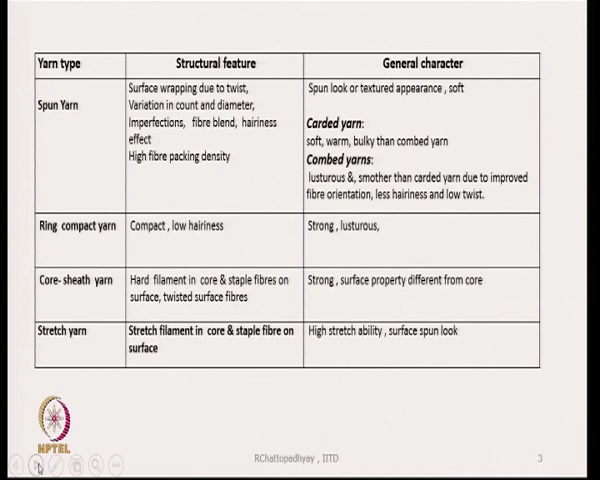 Yarn type Structural feature General character
Spun Yarn
Surface wrapping due to twist,
Variation in count and diameter,
Imperfections, fibre blend, hairiness
effect
High fibre packing density
Spun look or textured appearance , soft
Carded yarn:
soft, warm, bulky than combed yarn
Combed yarns:
lusturous &, smother than carded yarn due to improved
fibre orientation, less hairiness and low twist.
Ring compact yarn
Compact , low hairiness
Strong , lusturous,
Core- sheath yarn
Hard filament in core & staple fibres on
surface, twisted surface fibres
Strong , surface property different from core
Stretch yarn
Stretch filament in core & staple fibre on
surface
High stretch ability , surface spun look
NPTEL
RChattopadhyay , IITD
3